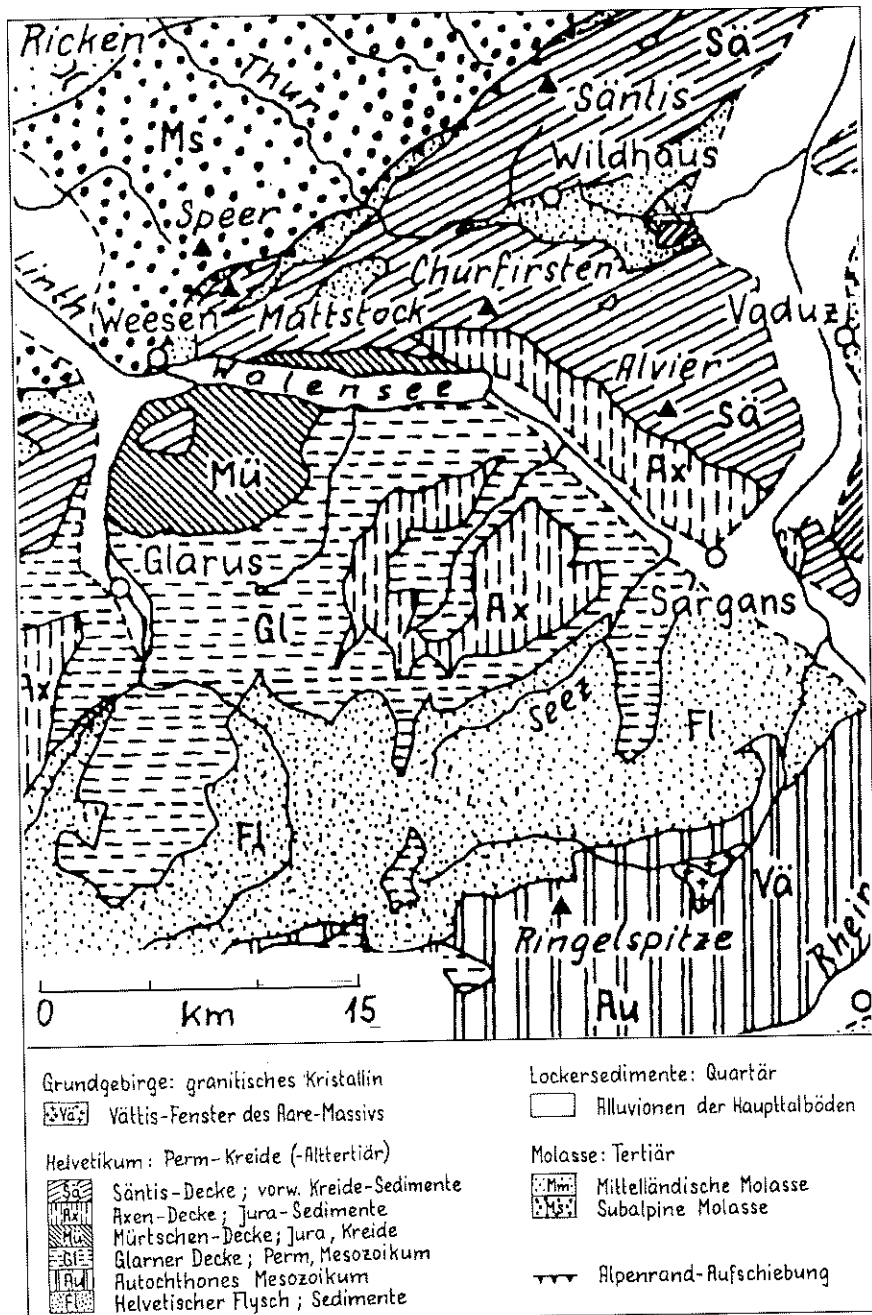 Ricken
Thur
Sä
Säntis
Ms
Wildhaus
Speer
Linth
Churfirsten
Weesen
Mattstock
Vaduz
Walensee
Alvier
Sä
Mü
Ax
Glarus
Ax
Sargans
Gl
Ax
Seez
Fl
Fl
Vä
Ringelspitze
Rhein
Au
0 km 15
Grundgebirge: granitisches Kristallin
Vä Vättis-Fenster des Aare-Massivs
Helvetikum: Perm-Kreide (-Alttertiär)
Sä Säntis-Decke; vorw. Kreide-Sedimente
Ax Axen-Decke; Jura-Sedimente
Mü Mürtschen-Decke; Jura, Kreide
Gl Glarner Decke; Perm, Mesozoikum
Au Autochthones Mesozoikum
Fl Helvetischer Flysch; Sedimente
Lockersedimente: Quartär
Alluvionen der Haupttalböden
Molasse: Tertiär
Mm Mittelländische Molasse
Ms Subalpine Molasse
Alpenrand-Aufschiebung